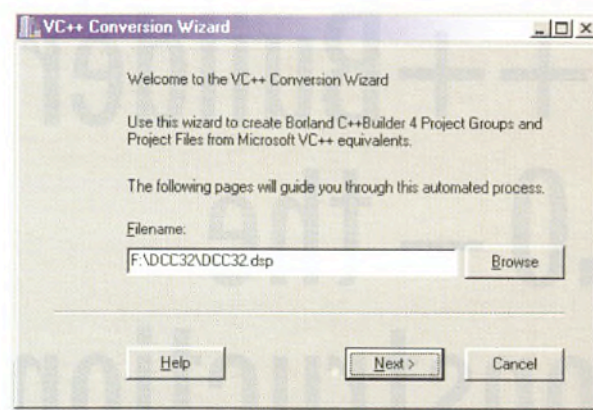 VC++ Conversion Wizard
Welcome to the VC++ Conversion Wizard
Use this wizard to create Borland C++Builder 4 Project Groups and
Project Files from Microsoft VC++ equivalents.
The following pages will guide you through this automated process.
Filename:
F:\DCC32\DCC32.dsp
Browse
Help
Next >
Cancel